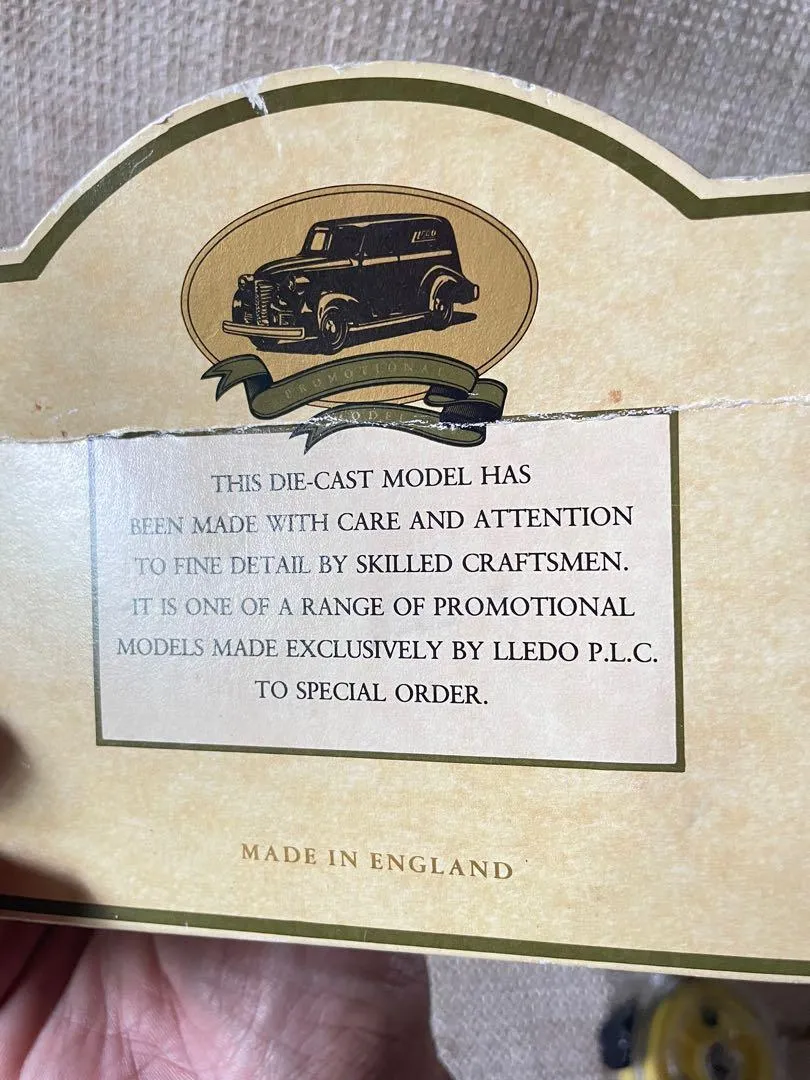 LLEDO
PROMOTIONAL
MODELS
THIS DIE-CAST MODEL HAS
BEEN MADE WITH CARE AND ATTENTION
TO FINE DETAIL BY SKILLED CRAFTSMEN.
IT IS ONE OF A RANGE OF PROMOTIONAL
MODELS MADE EXCLUSIVELY BY LLEDO P.L.C.
TO SPECIAL ORDER.
MADE IN ENGLAND